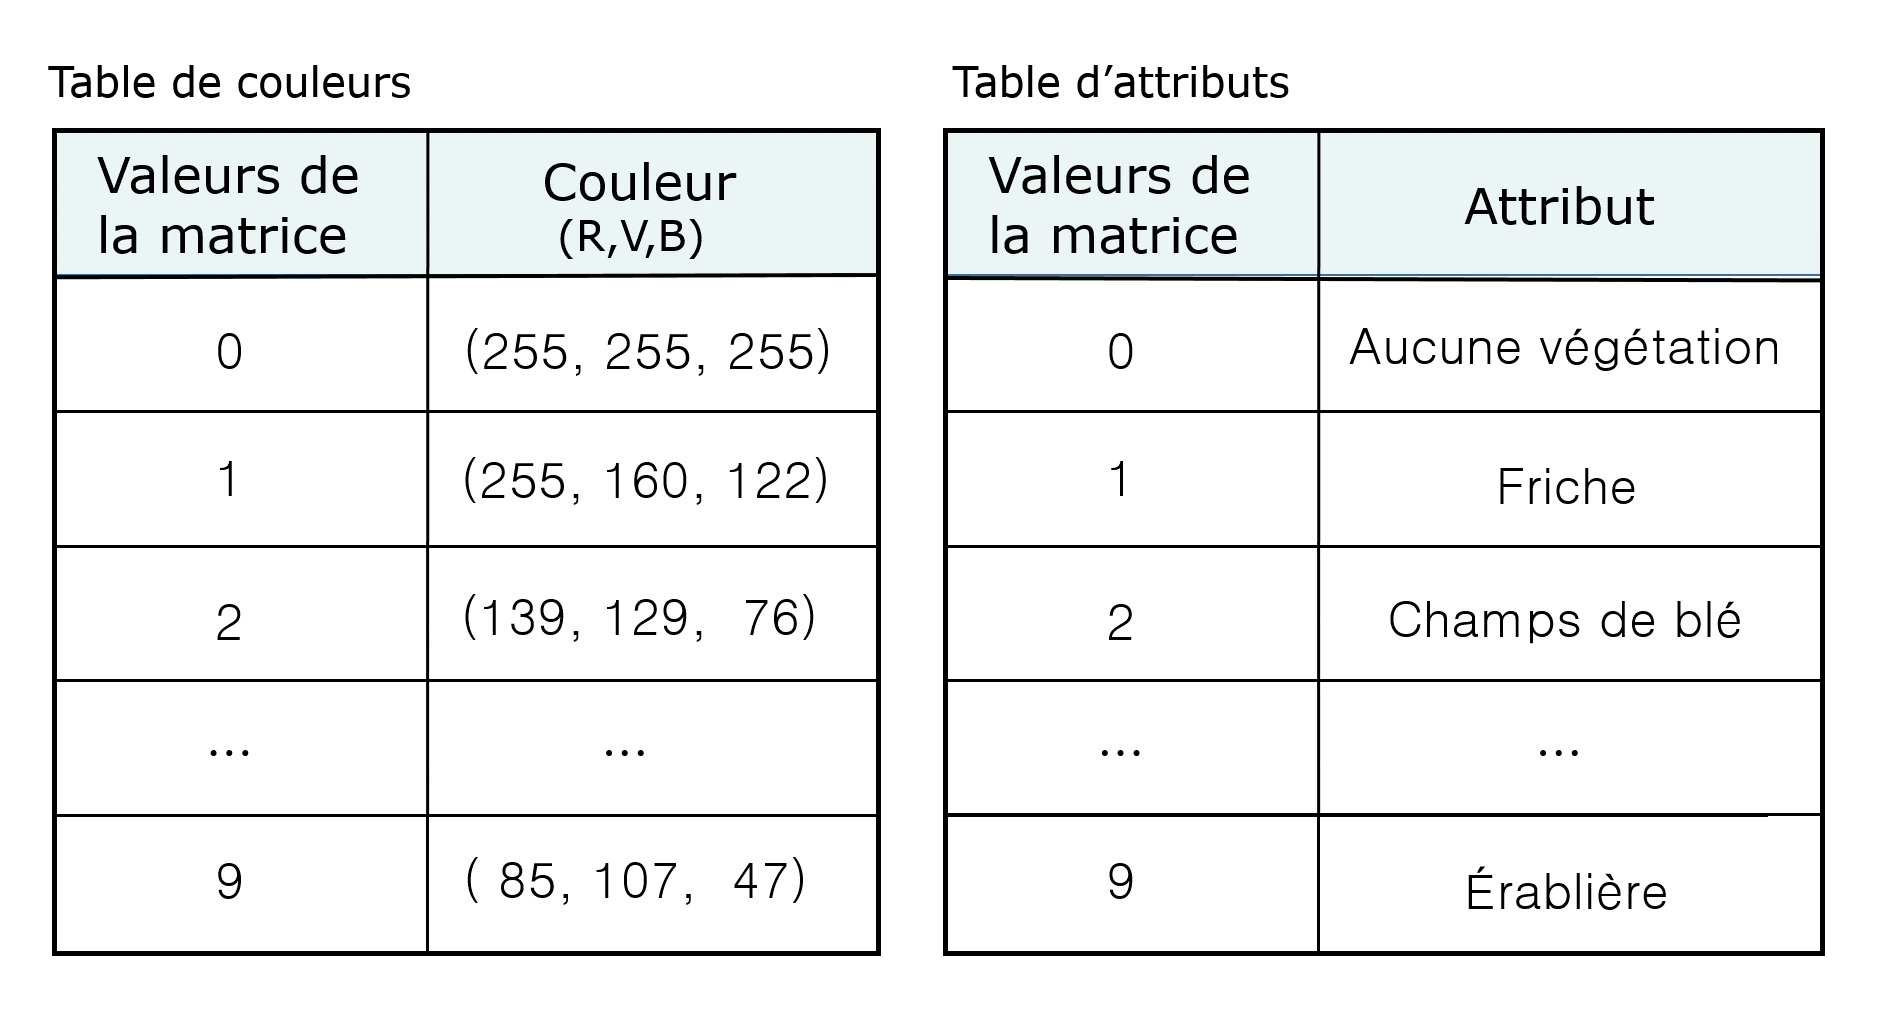 Table de couleurs
Valeurs de
la matrice
Couleur
(R,V,B)
0
(255, 255, 255)
1
(255, 160, 122)
2
(139, 129,  76)
...
...
9
( 85, 107,  47)
Table d’attributs
Valeurs de
la matrice
Attribut
0
Aucune végétation
1
Friche
2
Champs de blé
...
...
9
Érablière